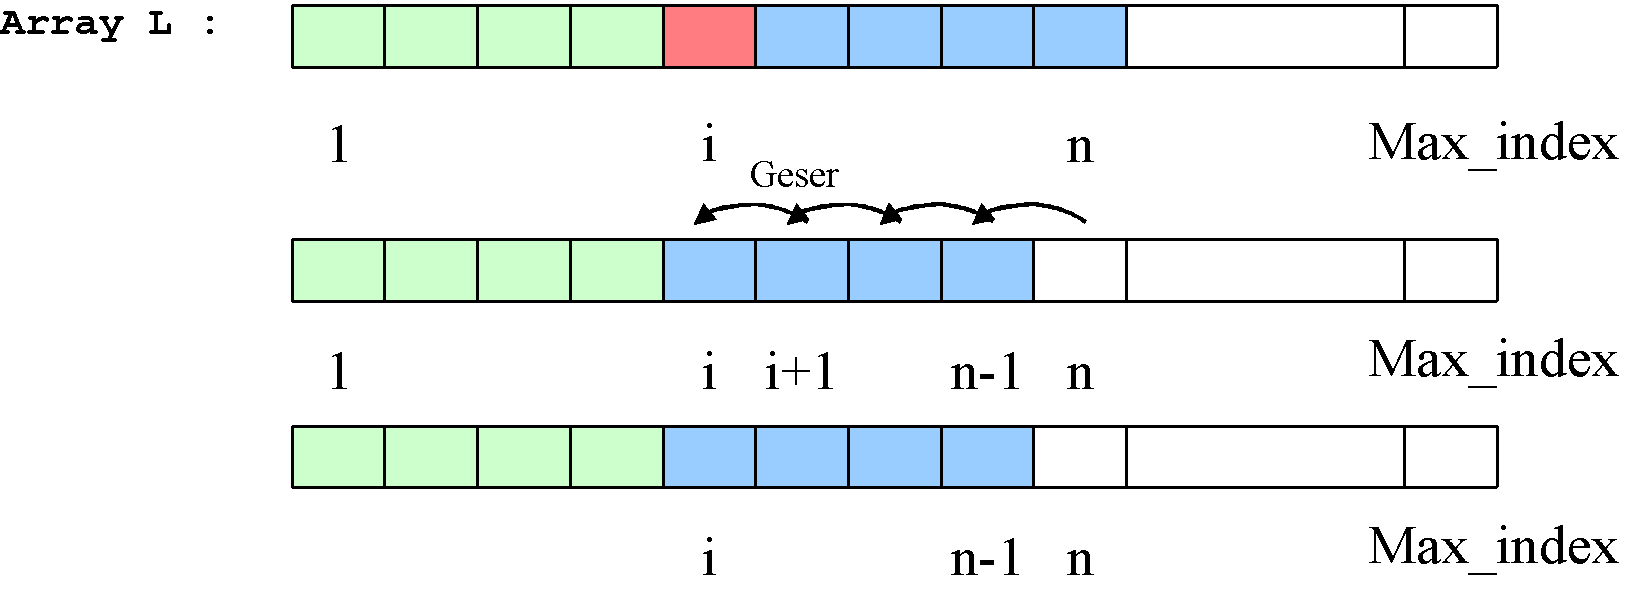 Array L :
1 i n Max_index
Geser
1 i i+1 n-1 n Max_index
i n-1 n Max_index